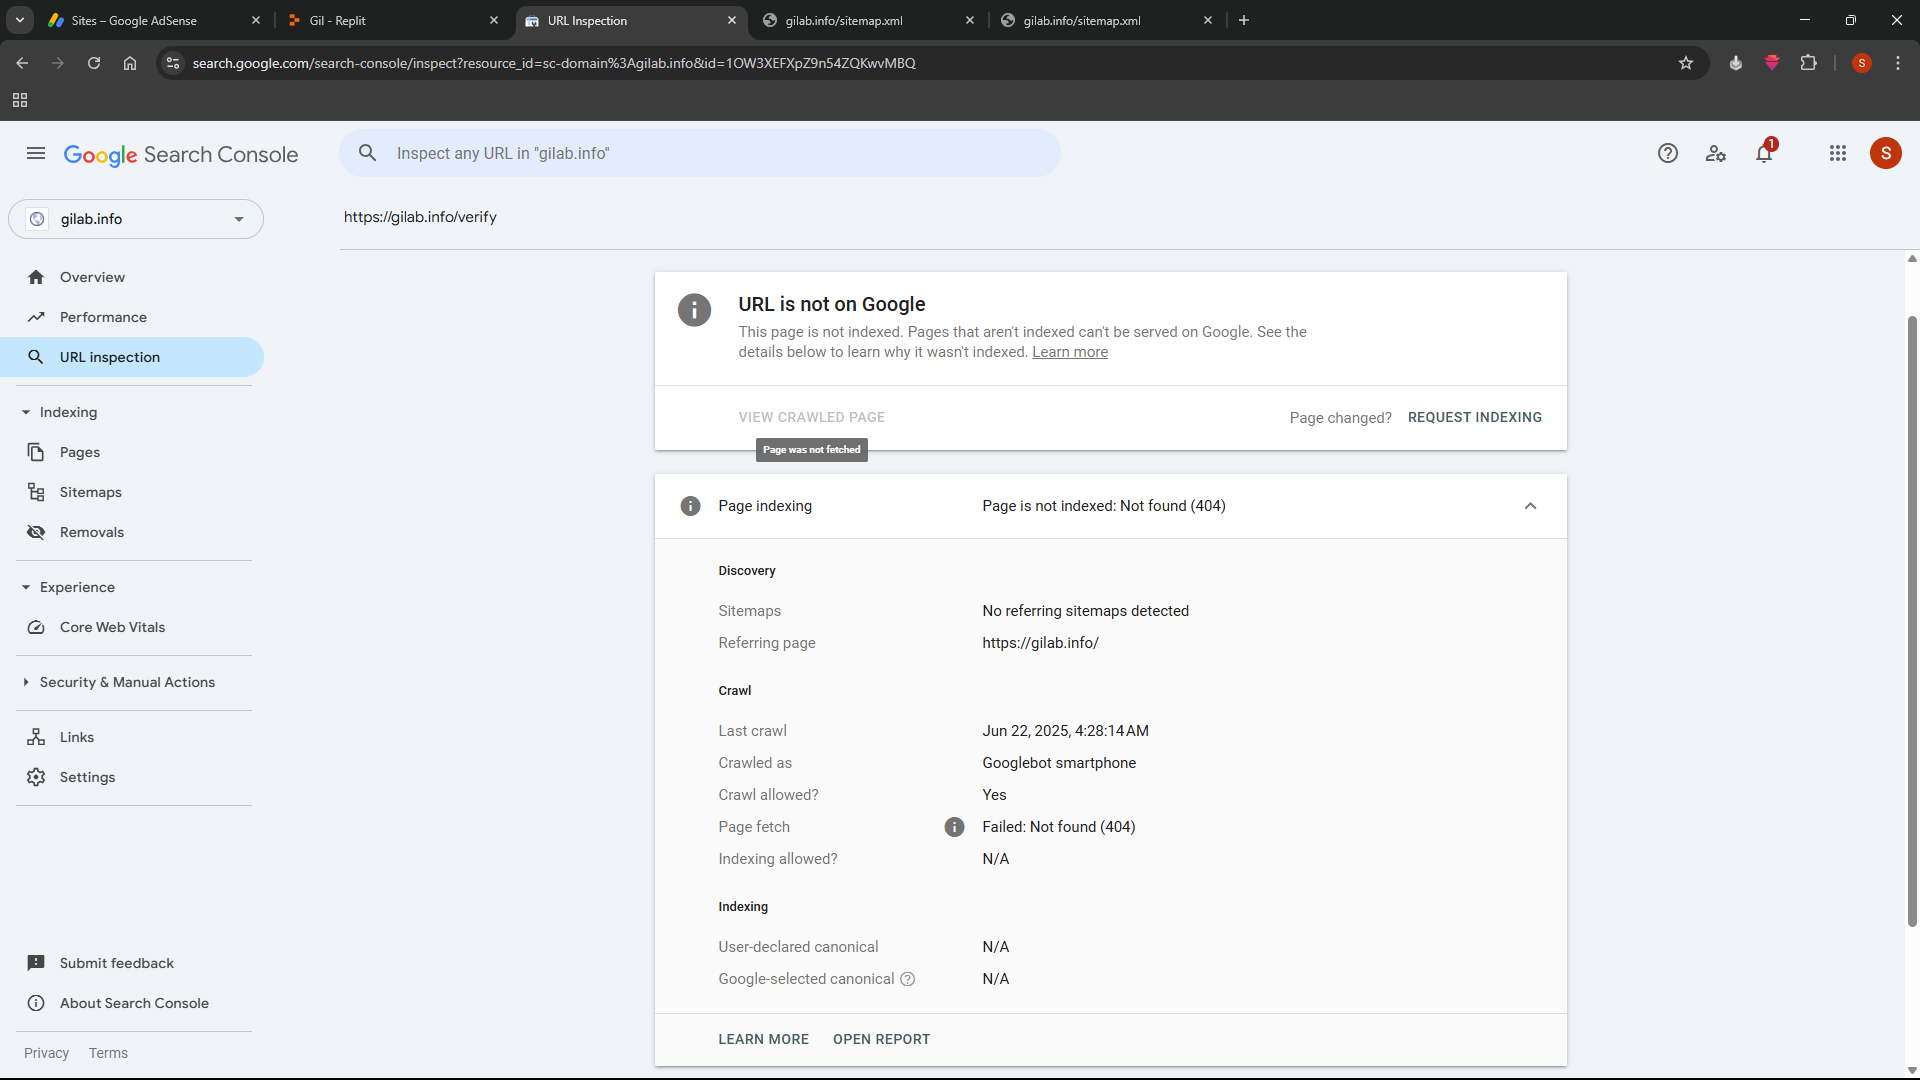 Sites – Google AdSense
Gil - Replit
URL Inspection
gilab.info/sitemap.xml
gilab.info/sitemap.xml
search.google.com/search-console/inspect?resource_id=sc-domain%3Agilab.info&id=1OW3XEFXpZ9n54ZQKwvMBQ
S
Google Search Console
Inspect any URL in "gilab.info"
1
S
gilab.info
https://gilab.info/verify
Overview
Performance
URL inspection
Indexing
Pages
Sitemaps
Removals
Experience
Core Web Vitals
Security & Manual Actions
Links
Settings
Submit feedback
About Search Console
Privacy
Terms
URL is not on Google
This page is not indexed. Pages that aren't indexed can't be served on Google. See the
details below to learn why it wasn't indexed. Learn more
VIEW CRAWLED PAGE
Page changed? REQUEST INDEXING
Page was not fetched
Page indexing
Page is not indexed: Not found (404)
Discovery
Sitemaps
No referring sitemaps detected
Referring page
https://gilab.info/
Crawl
Last crawl
Jun 22, 2025, 4:28:14 AM
Crawled as
Googlebot smartphone
Crawl allowed?
Yes
Page fetch
Failed: Not found (404)
Indexing allowed?
N/A
Indexing
User-declared canonical
N/A
Google-selected canonical
N/A
LEARN MORE
OPEN REPORT